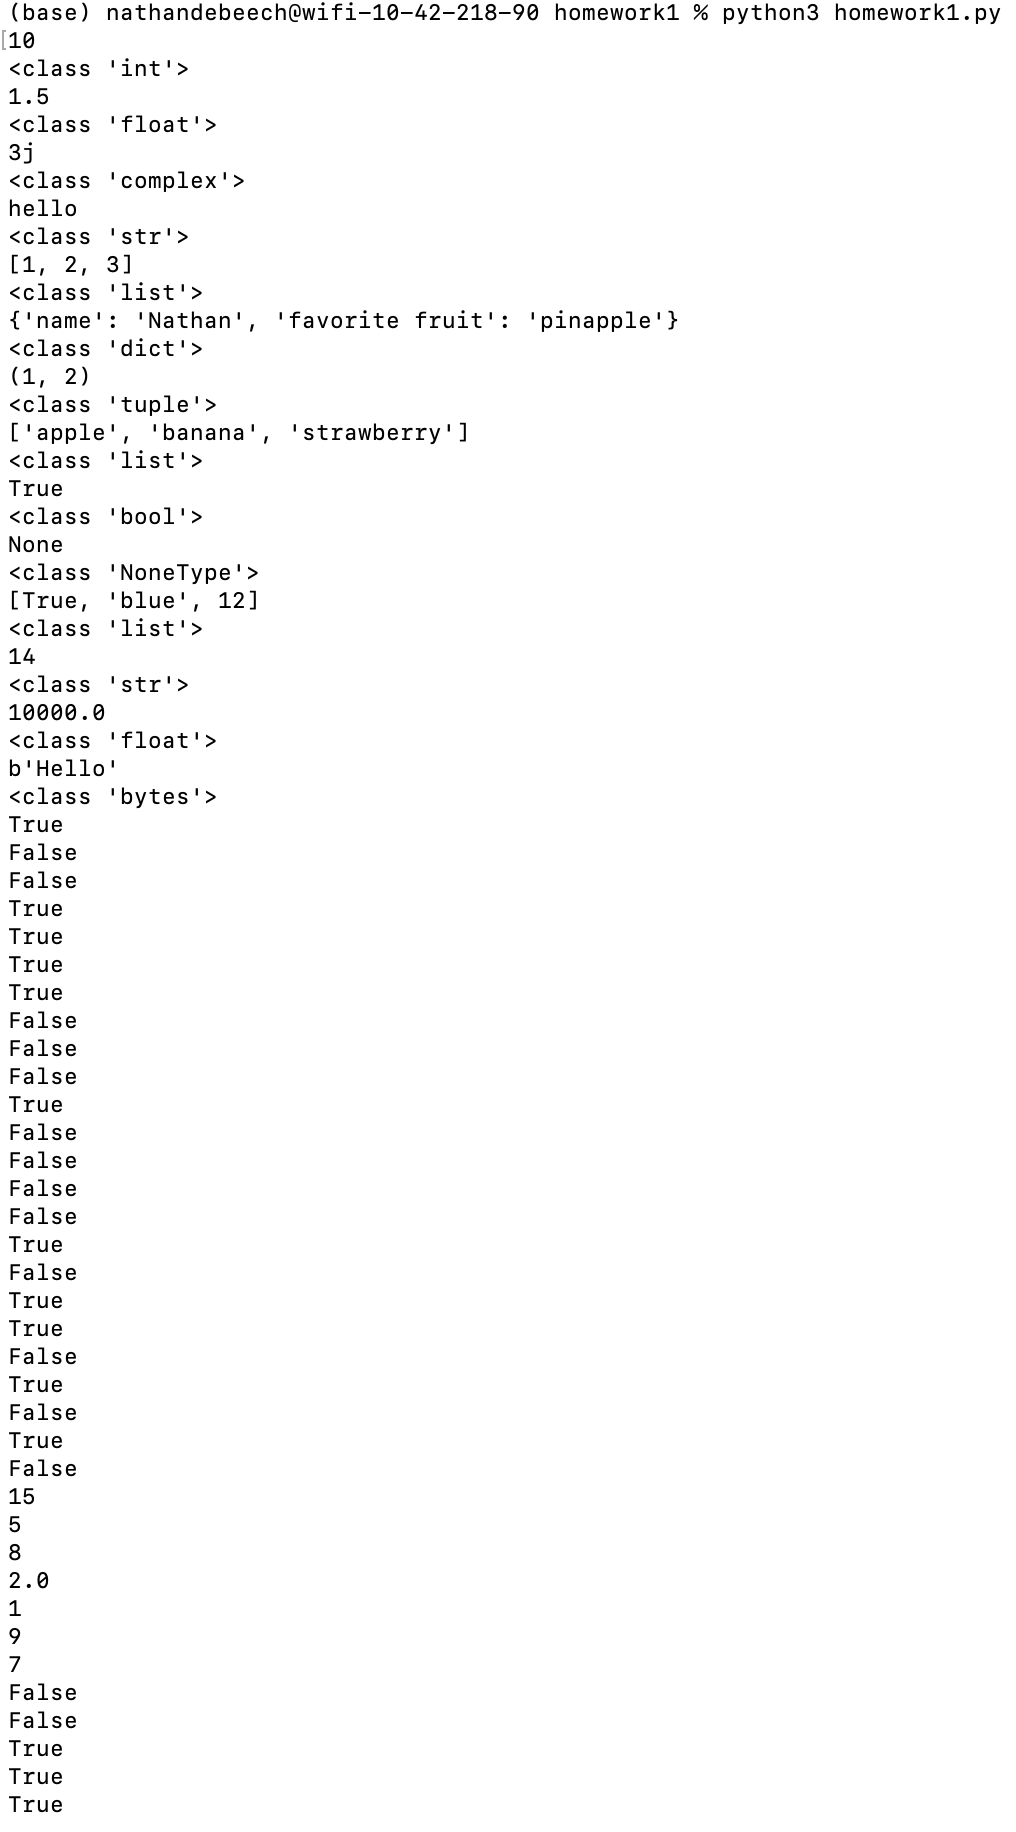 (base) nathandebeech@wifi-10-42-218-90 homework1 % python3 homework1.py
[10
<class 'int'>
1.5
<class 'float'>
3j
<class 'complex'>
hello
<class 'str'>
[1, 2, 3]
<class 'list'>
{'name': 'Nathan', 'favorite fruit': 'pinapple'}
<class 'dict'>
(1, 2)
<class 'tuple'>
['apple', 'banana', 'strawberry']
<class 'list'>
True
<class 'bool'>
None
<class 'NoneType'>
[True, 'blue', 12]
<class 'list'>
14
<class 'str'>
10000.0
<class 'float'>
b'Hello'
<class 'bytes'>
True
False
False
True
True
True
True
False
False
False
True
False
False
False
False
True
False
True
True
False
True
False
True
False
15
5
8
2.0
1
9
7
False
False
True
True
True